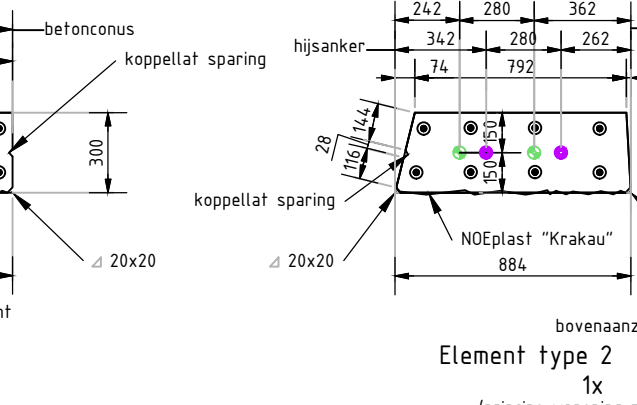 242 280 362
betonconus
hijsanker 342 280 262
koppellat sparing
74 792
144
28
116
300
150
150
koppellat sparing
NOEplast "Krakau"
20x20
20x20
884
bovenaanz
Element type 2
1x